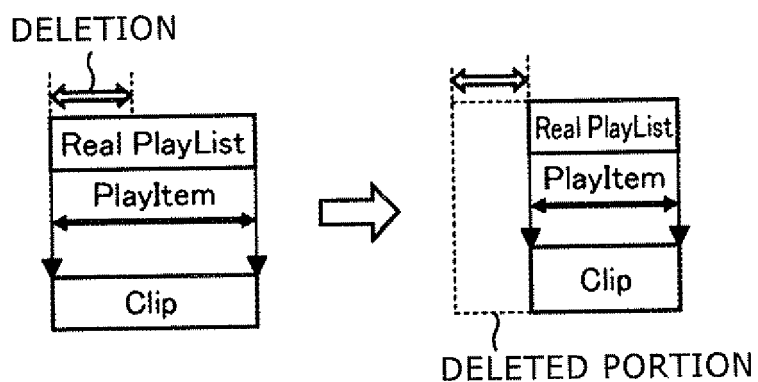 DELETION
Real PlayList
PlayItem
Clip
Real PlayList
PlayItem
Clip
DELETED PORTION